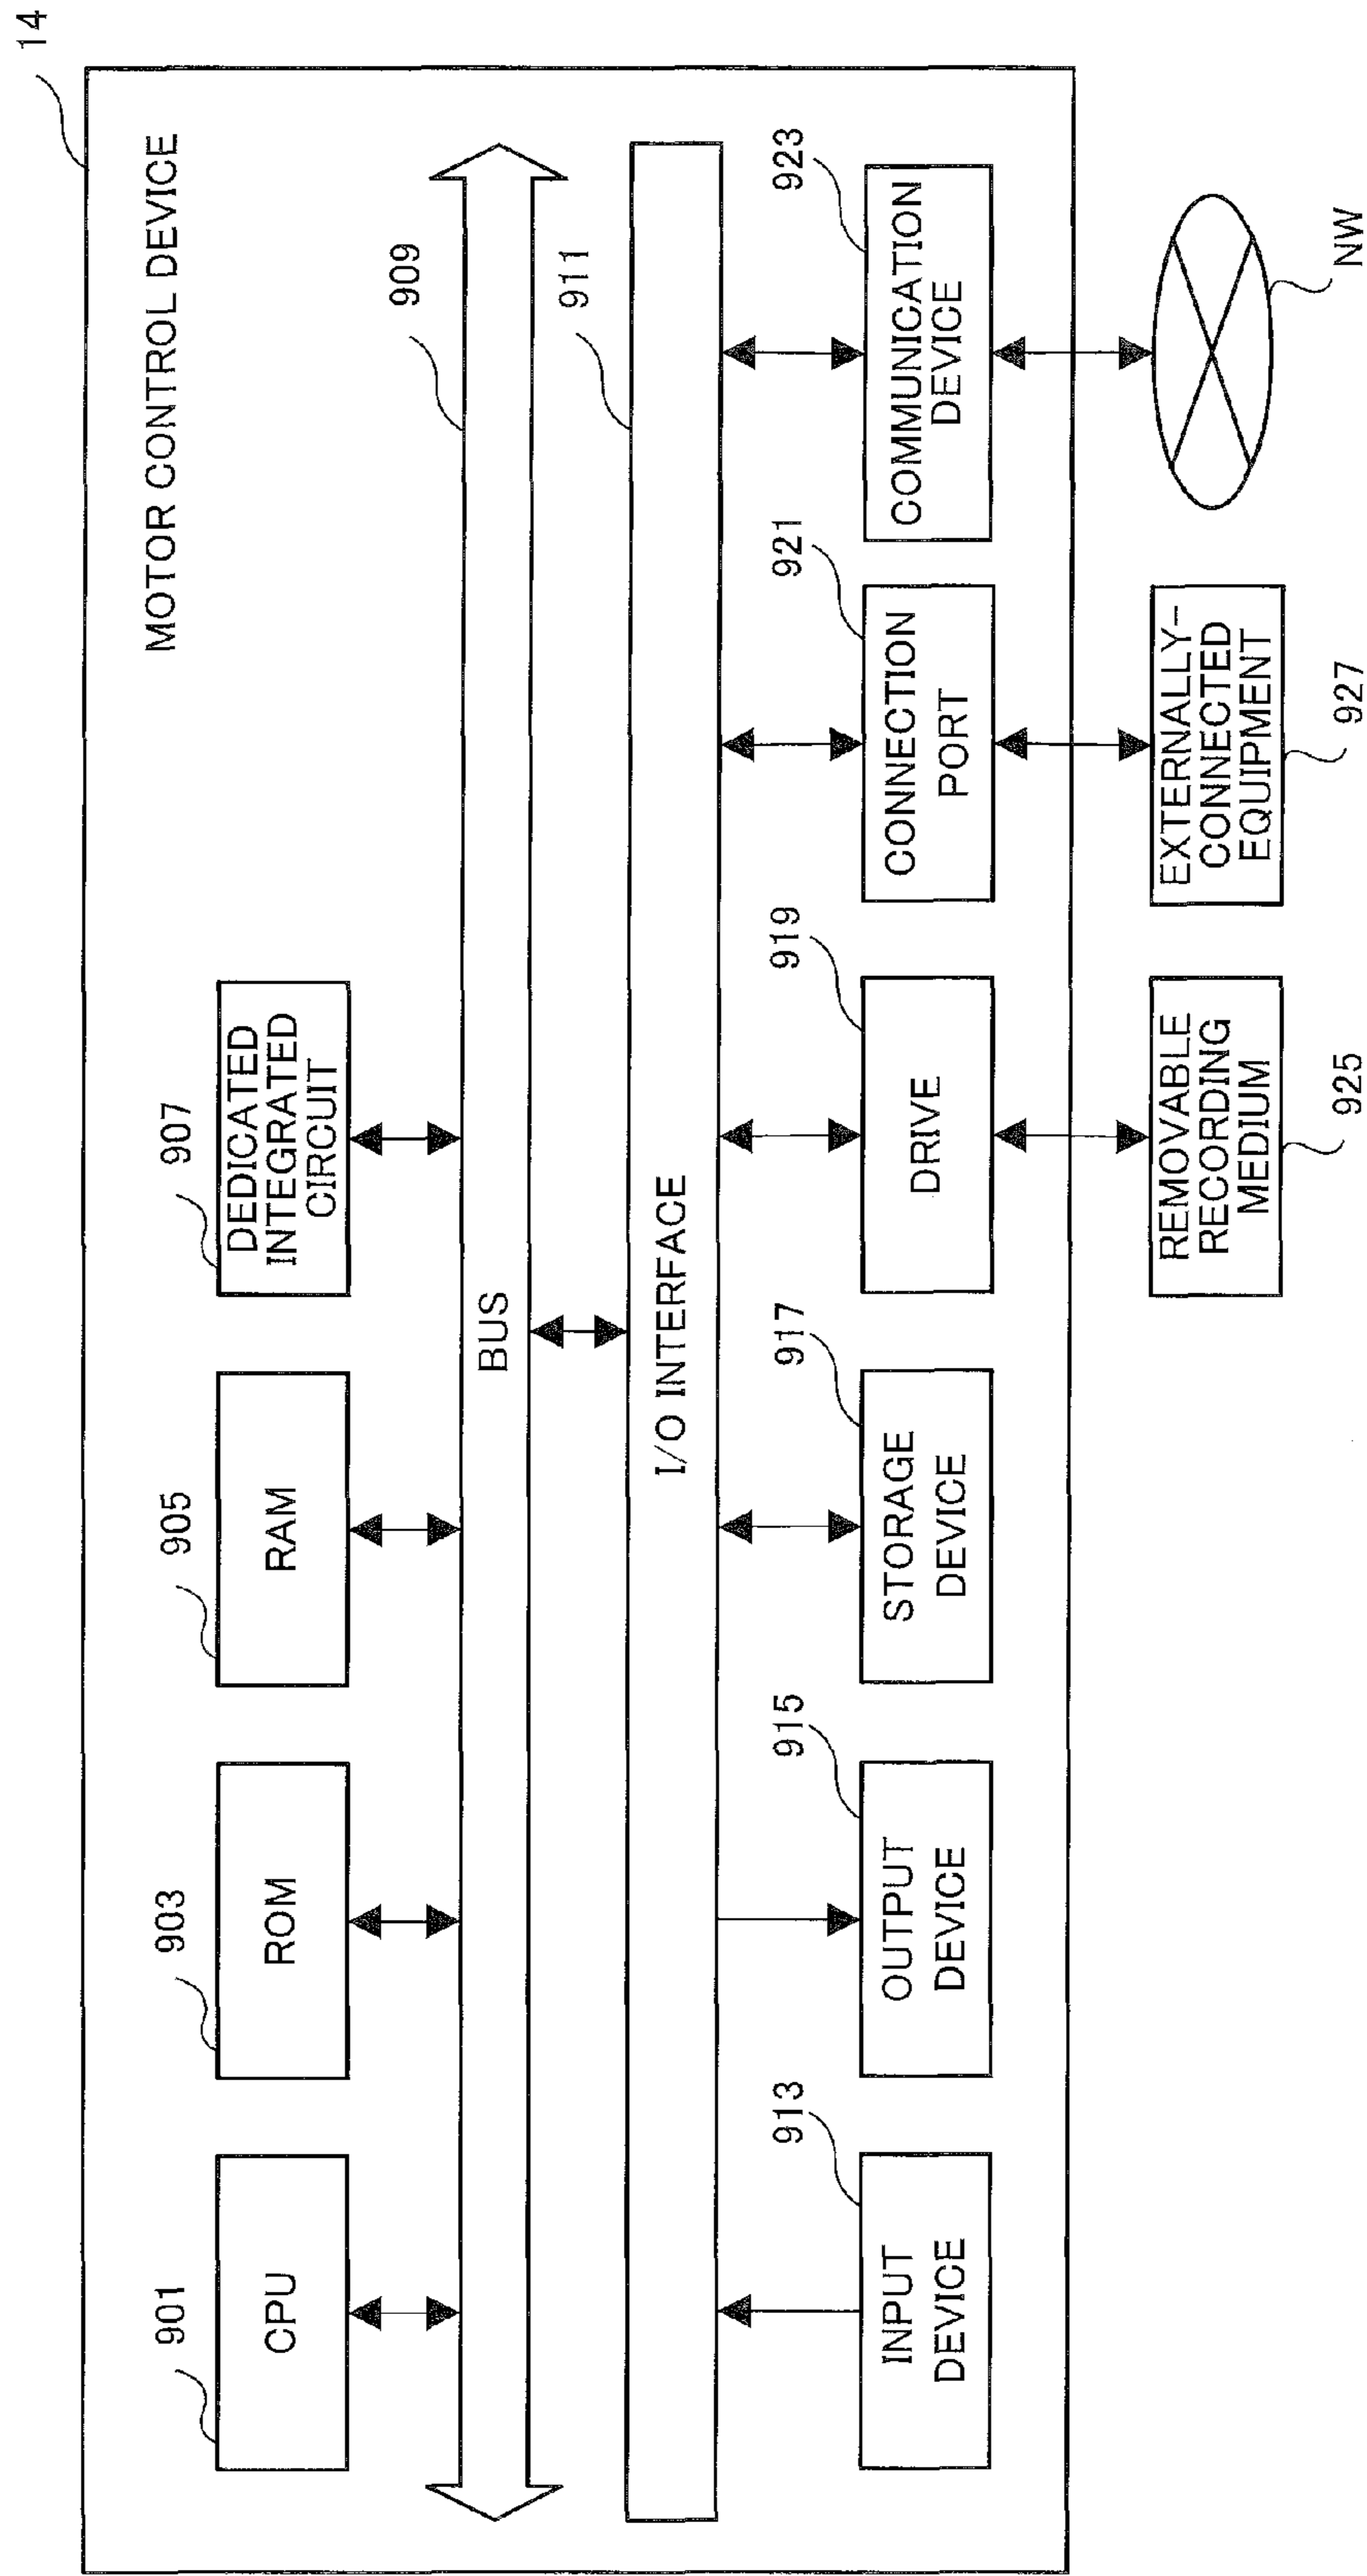 14
MOTOR CONTROL DEVICE
901
903
905
907
CPU
ROM
RAM
DEDICATED
INTEGRATED
CIRCUIT
909
BUS
911
I/O INTERFACE
913
915
917
919
921
923
INPUT
DEVICE
OUTPUT
DEVICE
STORAGE
DEVICE
DRIVE
CONNECTION
PORT
COMMUNICATION
DEVICE
REMOVABLE
RECORDING
MEDIUM
EXTERNALLY-
CONNECTED
EQUIPMENT
925
927
NW